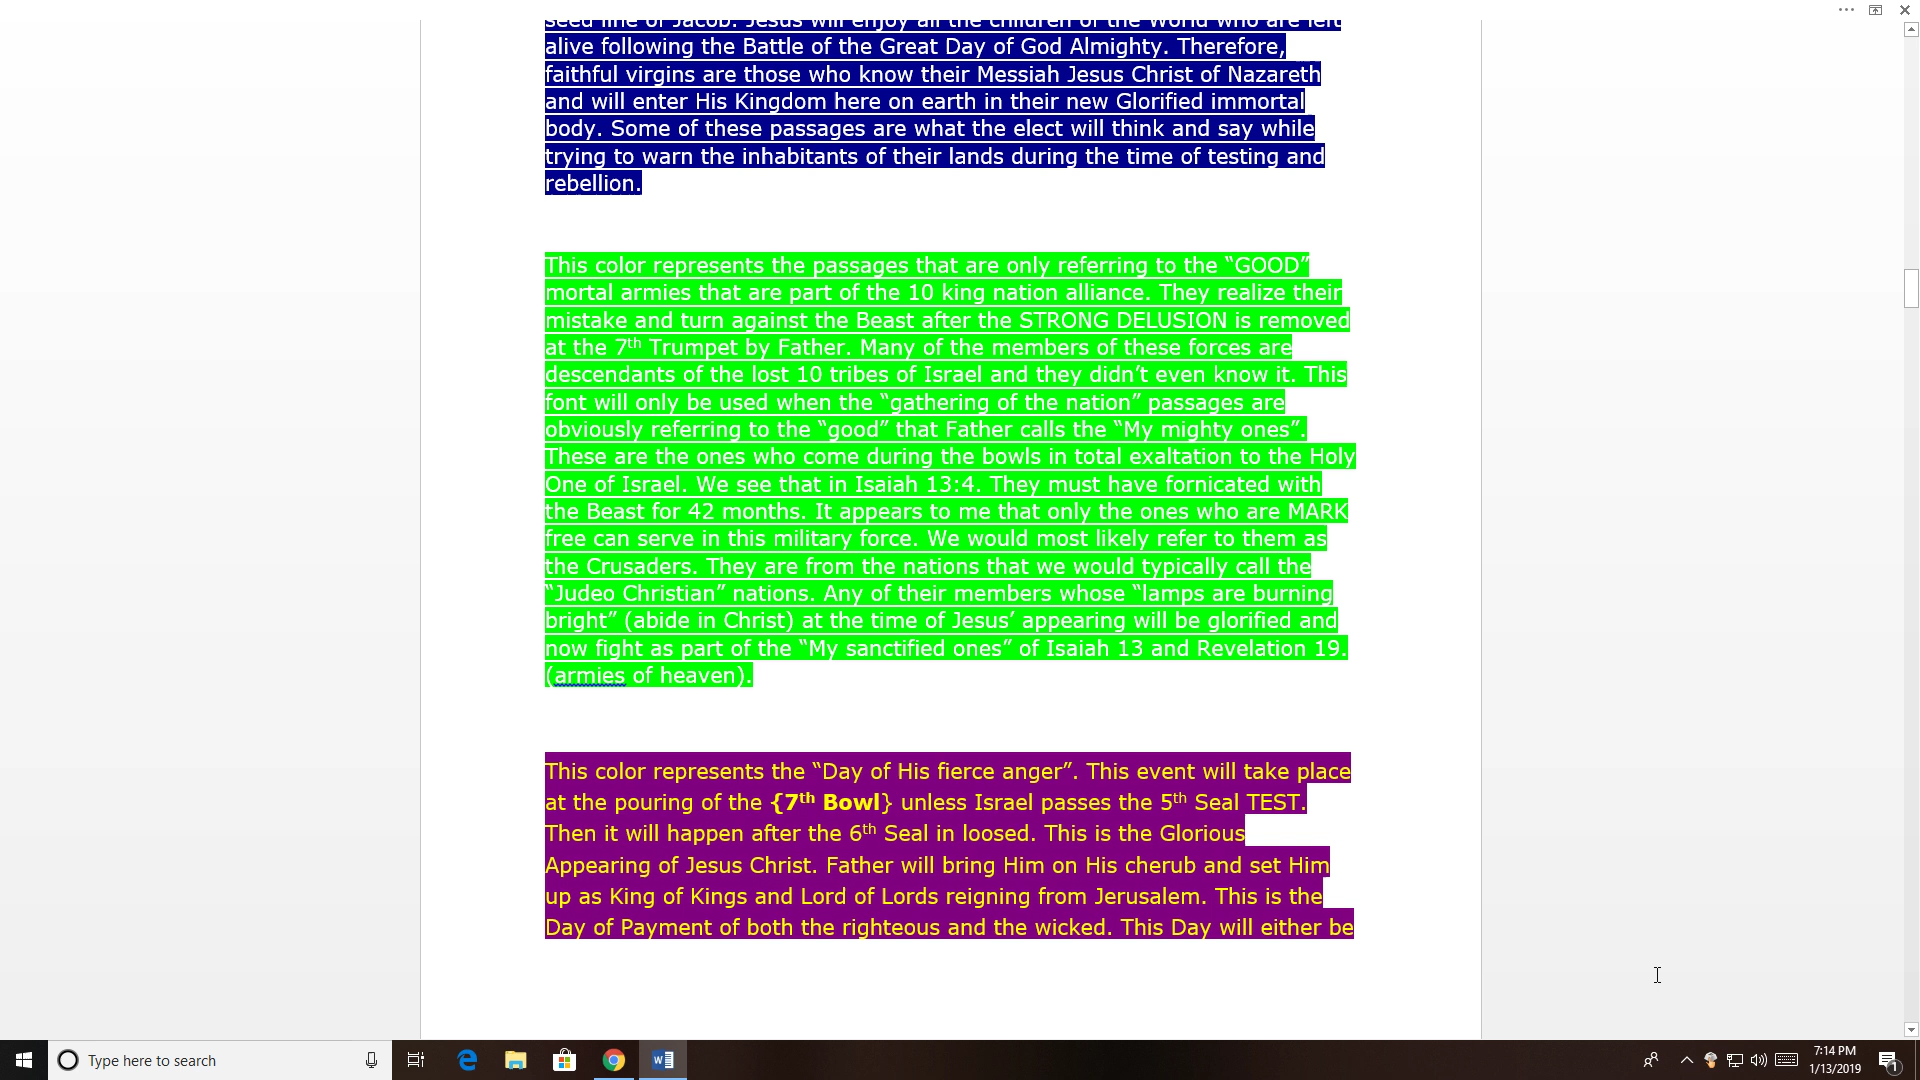 seed line of Jacob. Jesus will enjoy all the children of the World who are left
alive following the Battle of the Great Day of God Almighty. Therefore,
faithful virgins are those who know their Messiah Jesus Christ of Nazareth
and will enter His Kingdom here on earth in their new Glorified immortal
body. Some of these passages are what the elect will think and say while
trying to warn the inhabitants of their lands during the time of testing and
rebellion.
This color represents the passages that are only referring to the “GOOD”
mortal armies that are part of the 10 king nation alliance. They realize their
mistake and turn against the Beast after the STRONG DELUSION is removed
at the 7th Trumpet by Father. Many of the members of these forces are
descendants of the lost 10 tribes of Israel and they didn’t even know it. This
font will only be used when the “gathering of the nation” passages are
obviously referring to the “good” that Father calls the “My mighty ones”.
These are the ones who come during the bowls in total exaltation to the Holy
One of Israel. We see that in Isaiah 13:4. They must have fornicated with
the Beast for 42 months. It appears to me that only the ones who are MARK
free can serve in this military force. We would most likely refer to them as
the Crusaders. They are from the nations that we would typically call the
“Judeo Christian” nations. Any of their members whose “lamps are burning
bright” (abide in Christ) at the time of Jesus’ appearing will be glorified and
now fight as part of the “My sanctified ones” of Isaiah 13 and Revelation 19.
(armies of heaven).
This color represents the “Day of His fierce anger”. This event will take place
at the pouring of the {7th Bowl} unless Israel passes the 5th Seal TEST.
Then it will happen after the 6th Seal in loosed. This is the Glorious
Appearing of Jesus Christ. Father will bring Him on His cherub and set Him
up as King of Kings and Lord of Lords reigning from Jerusalem. This is the
Day of Payment of both the righteous and the wicked. This Day will either be
Type here to search
7:14 PM
1/13/2019
1